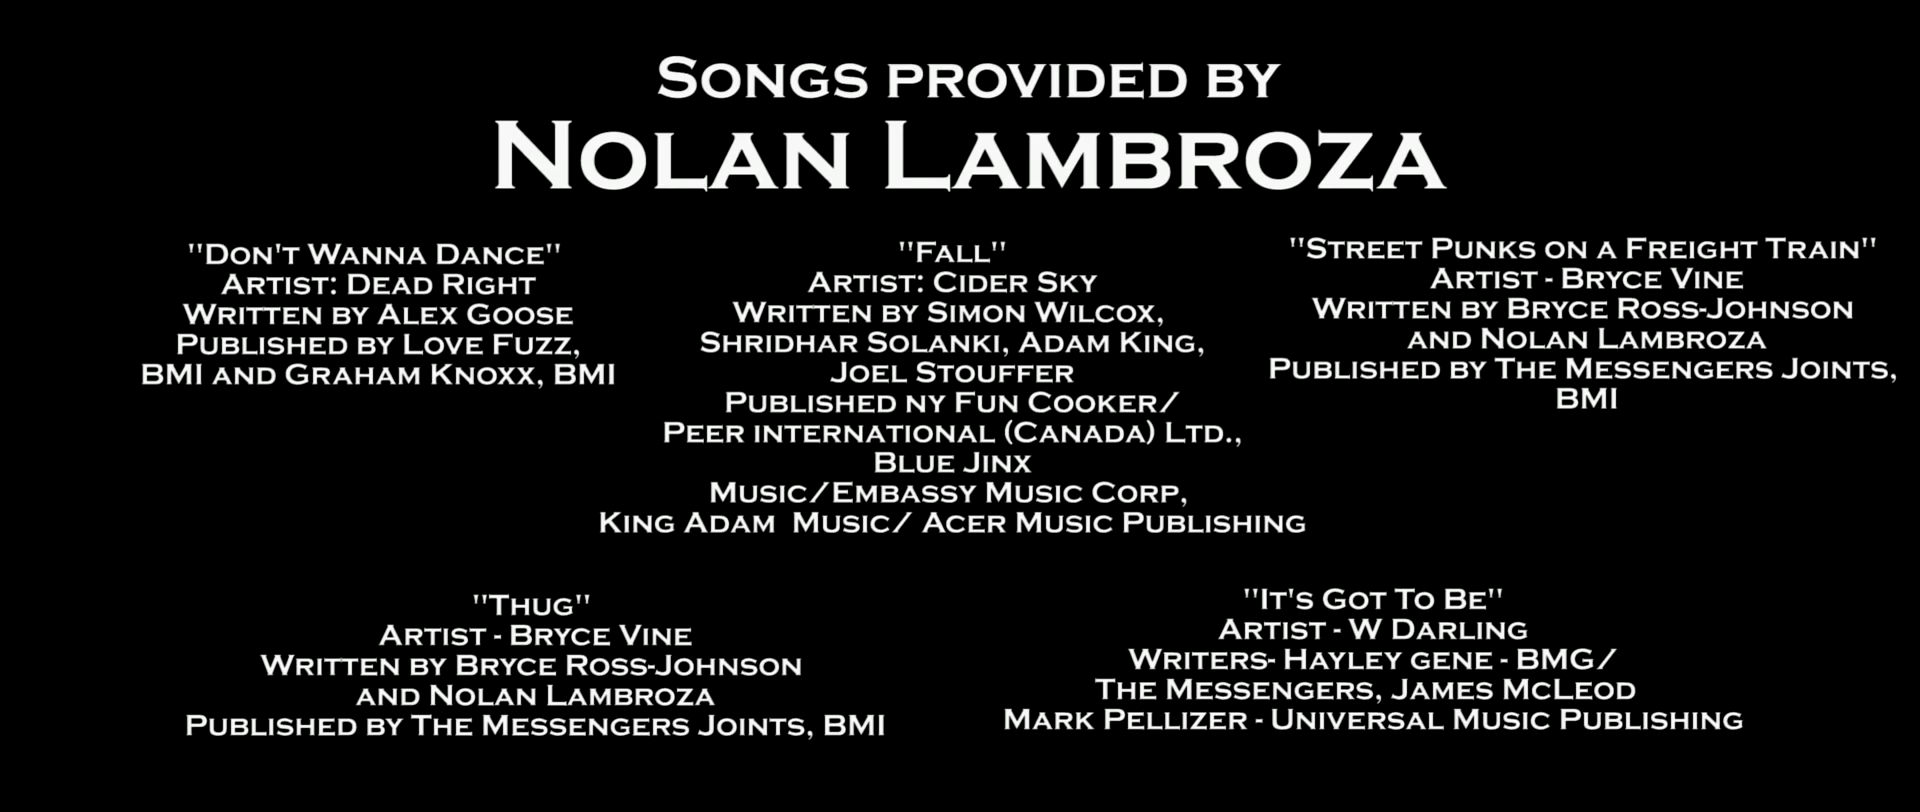 Songs provided by
Nolan Lambroza
"Don't Wanna Dance"
Artist: Dead Right
Written by Alex Goose
Published by Love Fuzz,
BMI and Graham Knoxx, BMI
"Fall"
Artist: Cider Sky
Written by Simon Wilcox,
Shridhar Solanki, Adam King,
Joel Stouffer
Published ny Fun Cooker/
Peer international (Canada) Ltd.,
Blue Jinx
Music/Embassy Music Corp,
King Adam Music/ Acer Music Publishing
"Street Punks on a Freight Train"
Artist - Bryce Vine
Written by Bryce Ross-Johnson
and Nolan Lambroza
Published by The Messengers Joints,
BMI
"Thug"
Artist - Bryce Vine
Written by Bryce Ross-Johnson
and Nolan Lambroza
Published by The Messengers Joints, BMI
"It's Got To Be"
Artist - W Darling
Writers- Hayley gene - BMG/
The Messengers, James McLeod
Mark Pellizer - Universal Music Publishing